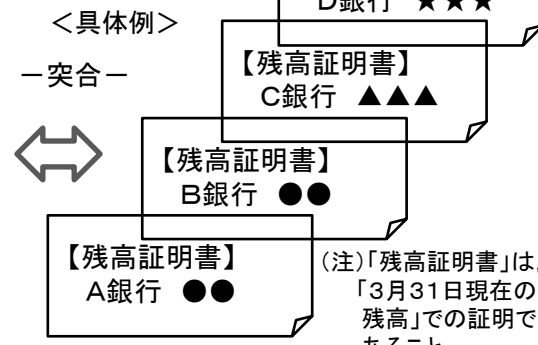 D銀行 ★★★
＜具体例＞
【残高証明書】
C銀行 ▲▲▲
－突合－
【残高証明書】
B銀行 ●●
【残高証明書】
A銀行 ●●
(注)「残高証明書」は、
「3月31日現在の
残高」での証明で
あること